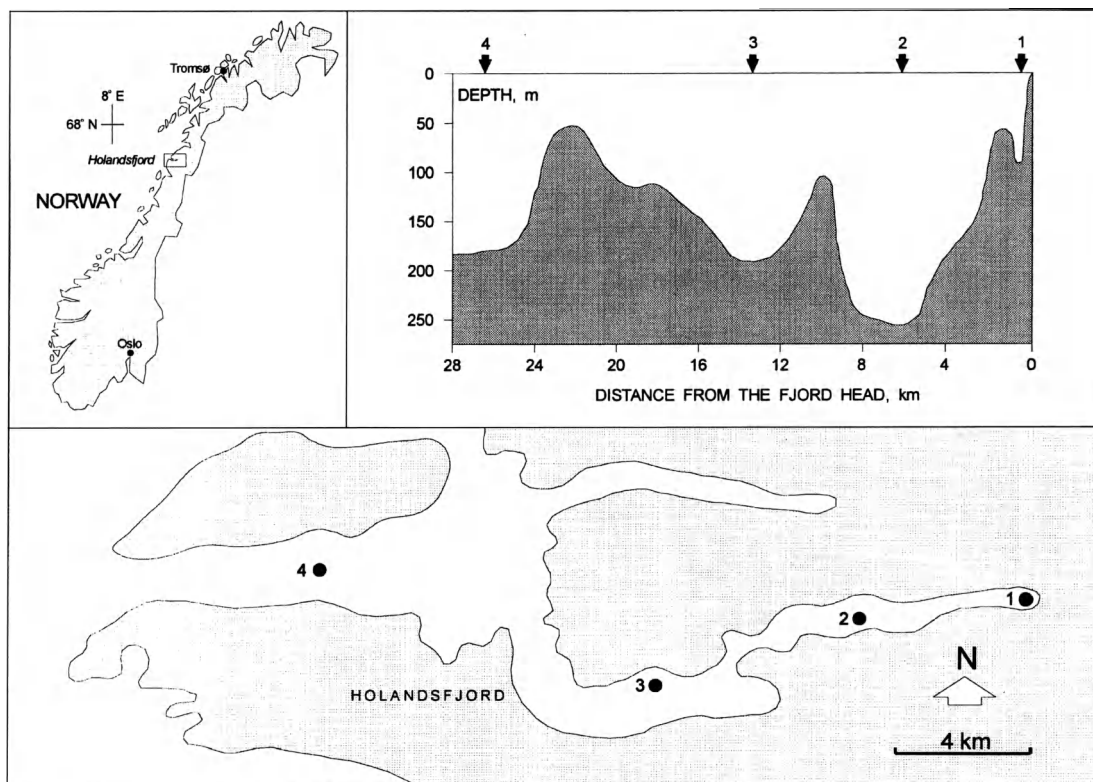 Tromsø
8° E
68° N
Holandsfjord
NORWAY
Oslo
4 3 2 1
DEPTH, m
0
50
100
150
200
250
28 24 20 16 12 8 4 0
DISTANCE FROM THE FJORD HEAD, km
4
1
2
3
HOLANDSFJORD
N
4 km